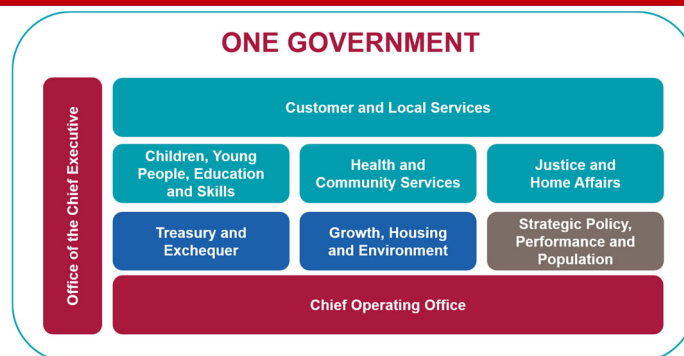 ONE GOVERNMENT
Office of the Chief Executive
Customer and Local Services
Children, Young
People, Education
and Skills
Health and
Community Services
Justice and
Home Affairs
Treasury and
Exchequer
Growth, Housing
and Environment
Strategic Policy,
Performance and
Population
Chief Operating Office